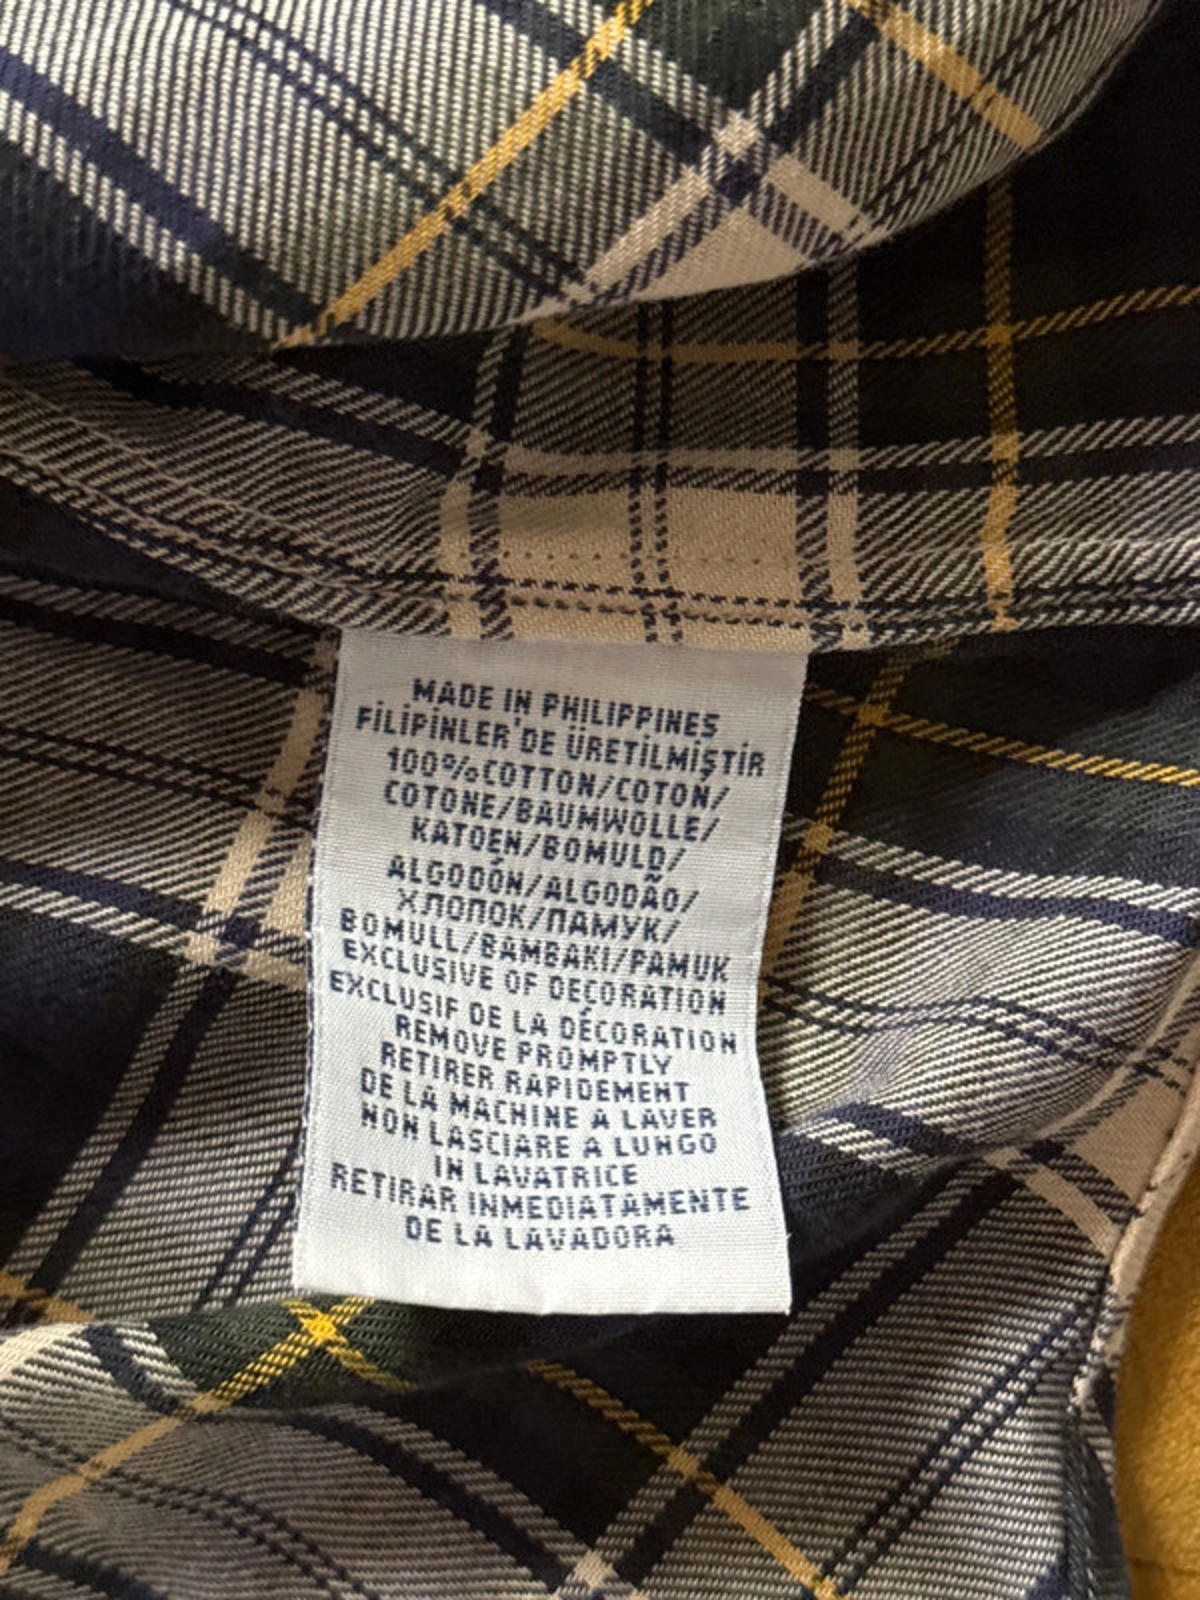 MADE IN PHILIPPINES
FİLİPİNLER'DE ÜRETİLMİŞTİR
100%COTTON/COTON/
COTONE/BAUMWOLLE/
KATOEN/BOMULD/
ALGODÓN/ALGODÃO/
ХЛОПОК/ПАМУК/
BOMULL/BAMBAKI/PAMUK
EXCLUSIVE OF DECORATION
EXCLUSIF DE LA DÉCORATION
REMOVE PROMPTLY
RETIRER RAPIDEMENT
DE LA MACHINE A LAVER
NON LASCIARE A LUNGO
IN LAVATRICE
RETIRAR INMEDIATAMENTE
DE LA LAVADORA